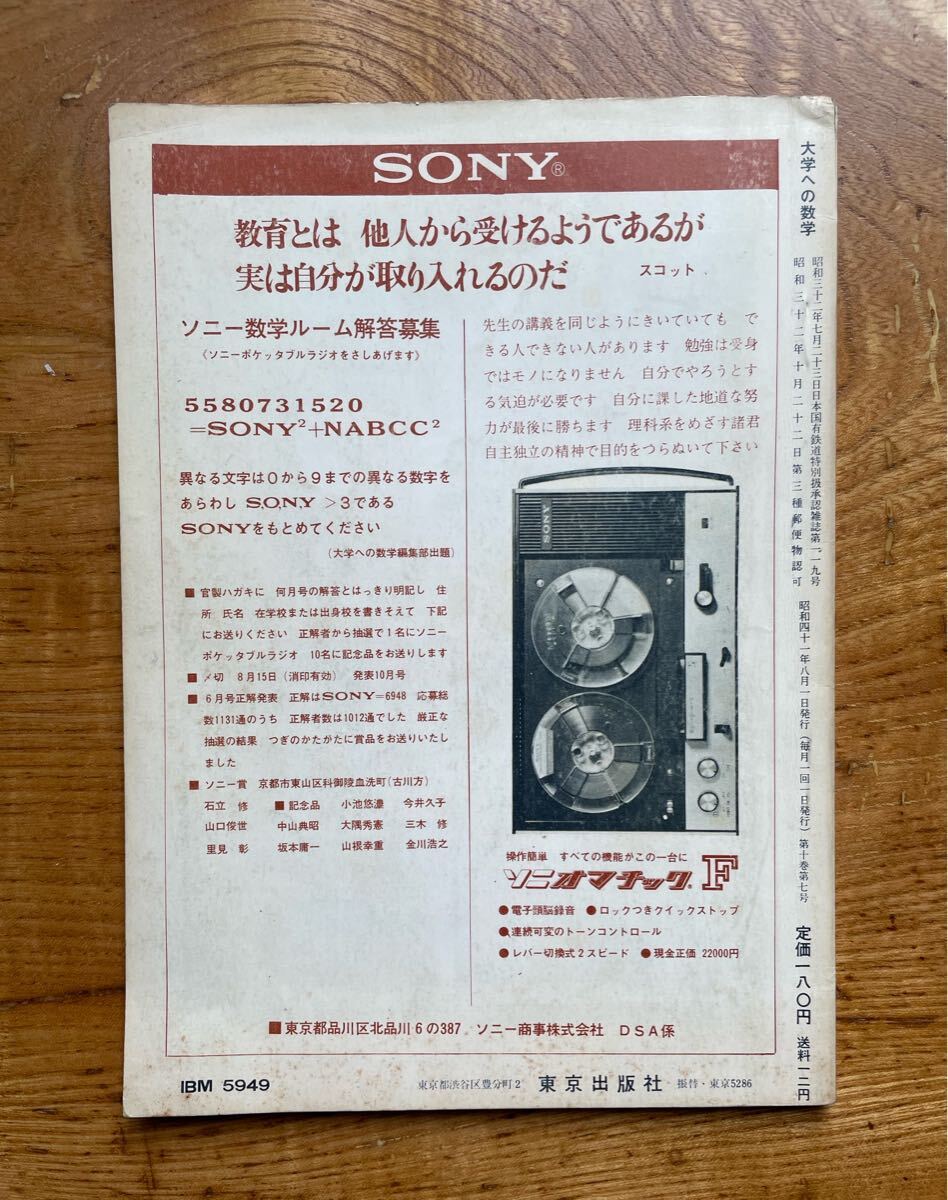 SONY®
教育とは 他人から受けるようであるが
実は自分が取り入れるのだ スコット
ソニー数学ルーム解答募集
《ソニーポケッタブルラジオをさしあげます》
5580731520
=SONY²+NABCC²
異なる文字は0から9までの異なる数字を
あらわし S,O,N,Y >3である
SONYをもとめてください
(大学への数学編集部出題)
■官製ハガキに 何月号の解答とはっきり明記し 住
所 氏名 在学校または出身校を書きそえて 下記
にお送りください 正解者から抽選で1名にソニー
ポケッタブルラジオ 10名に記念品をお送りします
■〆切 8月15日(消印有効) 発表10月号
■6月号正解発表 正解はSONY=6948 応募総
数1131通のうち 正解者数は1012通でした 厳正な
抽選の結果 つぎのかたがたに賞品をお送りいたし
ました
■ソニー賞 京都市東山区科御陵血洗町(古川方)
石立 修 ■記念品 小池悠濃 今井久子
山口俊世 中山典昭 大隅秀憲 三木 修
里見 彰 坂本庸一 山根幸重 金川浩之
先生の講義を同じようにきいていても で
きる人できない人があります 勉強は受身
ではモノになりません 自分でやろうとす
る気迫が必要です 自分に課した地道な努
力が最後に勝ちます 理科系をめざす諸君
自主独立の精神で目的をつらぬいて下さい
SONY
操作簡単 すべての機能がこの一台に
ソニオマチック F
●電子頭脳録音 ●ロックつきクイックストップ
●連続可変のトーンコントロール
●レバー切換式2スピード ●現金正価 22000円
■東京都品川区北品川6の387 ソニー商事株式会社 DSA係
IBM 5949
東京都渋谷区豊分町2 東京出版社 振替・東京5286
大学への数学
昭和三十二年七月二十三日日本国有鉄道特別扱承認雑誌第一一九号
昭和三十二年十月二十二日第三種郵便物認可
昭和四十一年八月一日発行(毎月一回一日発行)第十巻第七号
定価一八〇円 送料一二円